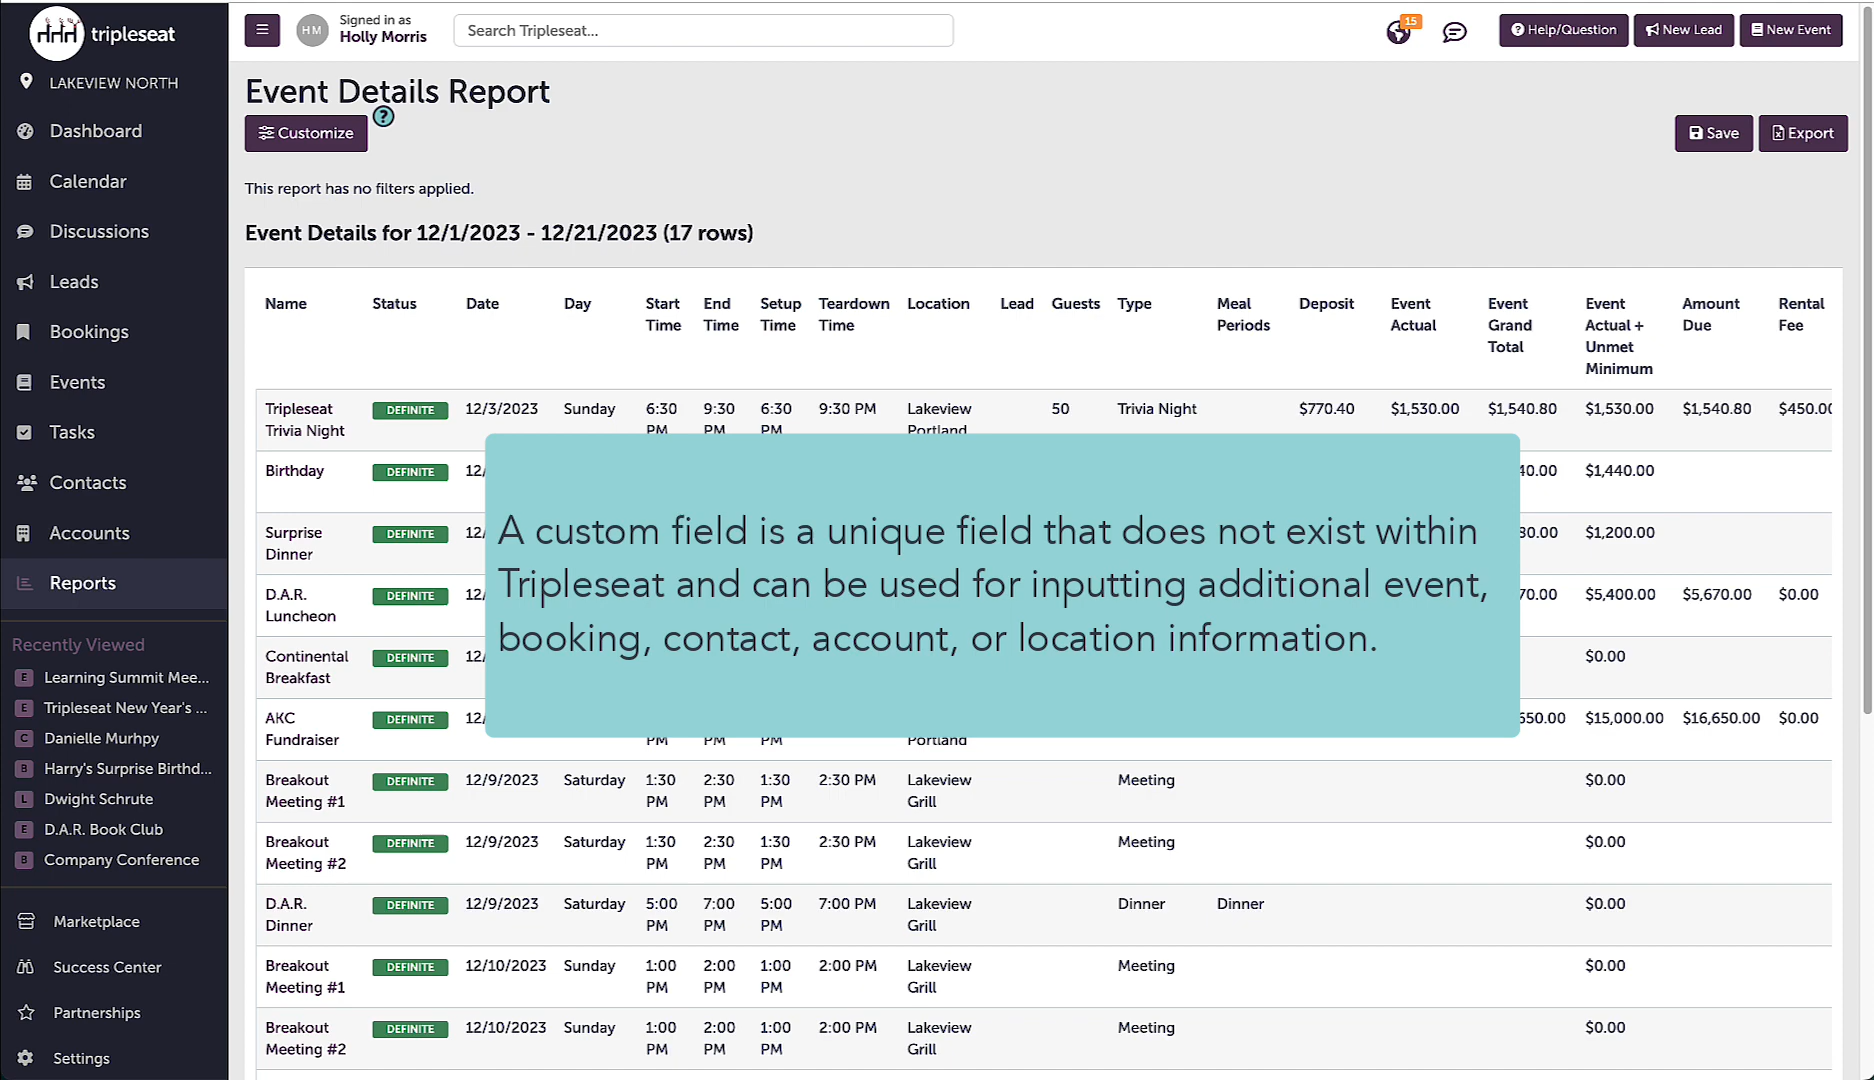 tripleseat
Signed in as
HM
Holly Morris
Search Tripleseat...
15
Help/Question
New Lead
New Event
LAKEVIEW NORTH
Dashboard
Calendar
Discussions
Leads
Bookings
Events
Tasks
Contacts
Accounts
Reports
Recently Viewed
E Learning Summit Mee...
E Tripleseat New Year's ...
C Danielle Murhpy
B Harry's Surprise Birthd...
L Dwight Schrute
E D.A.R. Book Club
B Company Conference
Marketplace
Success Center
Partnerships
Settings
Event Details Report
?
Customize
Save
Export
This report has no filters applied.
Event Details for 12/1/2023 - 12/21/2023 (17 rows)
Name Status Date Day Start End Setup Teardown Location Lead Guests Type Meal Deposit Event Event Event Amount Rental
Time Time Time Time Periods Actual Grand Actual + Due Fee
Total Unmet
Minimum
Tripleseat DEFINITE 12/3/2023 Sunday 6:30 9:30 6:30 9:30 PM Lakeview 50 Trivia Night $770.40 $1,530.00 $1,540.80 $1,530.00 $1,540.80 $450.00
Trivia Night PM PM PM Portland
Birthday DEFINITE 12/ 40.00 $1,440.00
Surprise DEFINITE 12/ 80.00 $1,200.00
Dinner
D.A.R. DEFINITE 12/ 70.00 $5,400.00 $5,670.00 $0.00
Luncheon
Continental DEFINITE 12/ $0.00
Breakfast
AKC DEFINITE 12/ 650.00 $15,000.00 $16,650.00 $0.00
Fundraiser PM PM PM Portland
A custom field is a unique field that does not exist within
Tripleseat and can be used for inputting additional event,
booking, contact, account, or location information.
Breakout DEFINITE 12/9/2023 Saturday 1:30 2:30 1:30 2:30 PM Lakeview Meeting $0.00
Meeting #1 PM PM PM Grill
Breakout DEFINITE 12/9/2023 Saturday 1:30 2:30 1:30 2:30 PM Lakeview Meeting $0.00
Meeting #2 PM PM PM Grill
D.A.R. DEFINITE 12/9/2023 Saturday 5:00 7:00 5:00 7:00 PM Lakeview Dinner Dinner $0.00
Dinner PM PM PM Grill
Breakout DEFINITE 12/10/2023 Sunday 1:00 2:00 1:00 2:00 PM Lakeview Meeting $0.00
Meeting #1 PM PM PM Grill
Breakout DEFINITE 12/10/2023 Sunday 1:00 2:00 1:00 2:00 PM Lakeview Meeting $0.00
Meeting #2 PM PM PM Grill